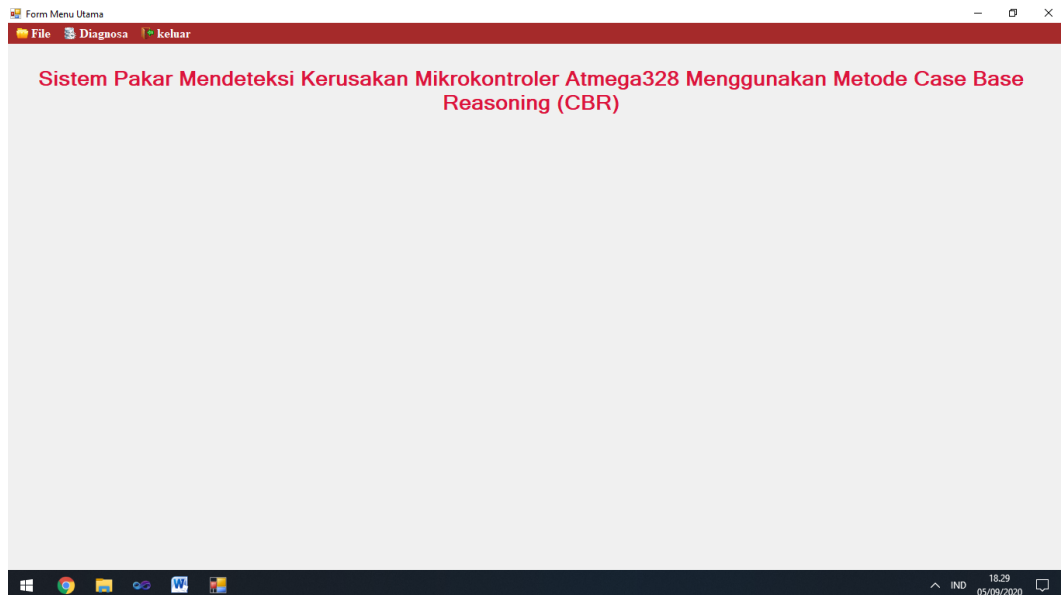 Form Menu Utama
File Diagnosa keluar
Sistem Pakar Mendeteksi Kerusakan Mikrokontroler Atmega328 Menggunakan Metode Case Base
Reasoning (CBR)
IND
18.29
05/09/2020